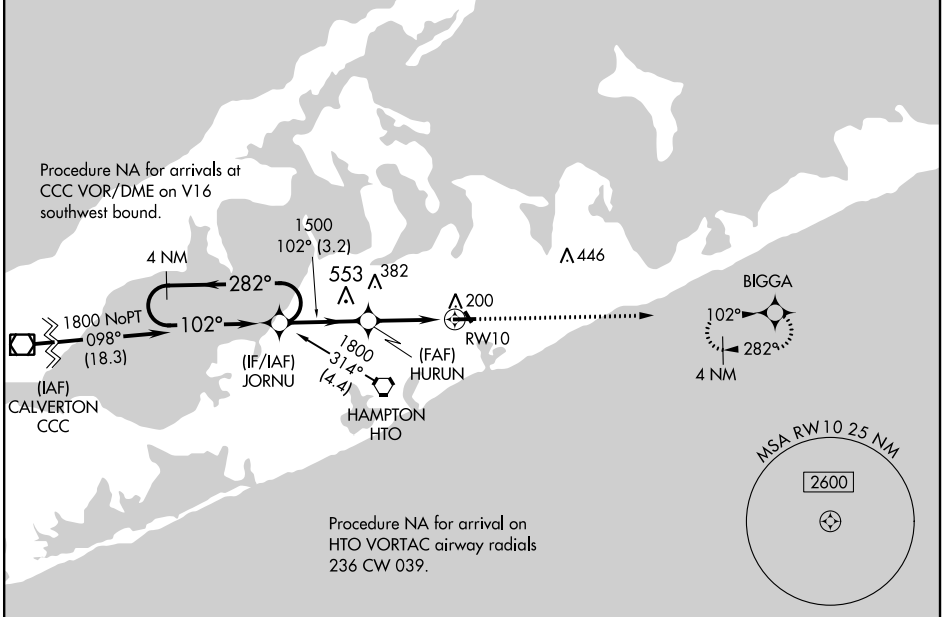 Procedure NA for arrivals at
CCC VOR/DME on V16
southwest bound.
1500
102° (3.2)
4 NM
282°
553
382
446
BIGGA
200
1800 NoPT
098°
(18.3)
102°
102°
RW10
(IF/IAF)
JORNU
1800
314°
(4.4)
(FAF)
HURUN
282°
4 NM
(IAF)
CALVERTON
CCC
HAMPTON
HTO
MSA RW10 25 NM
2600
Procedure NA for arrival on
HTO VORTAC airway radials
236 CW 039.